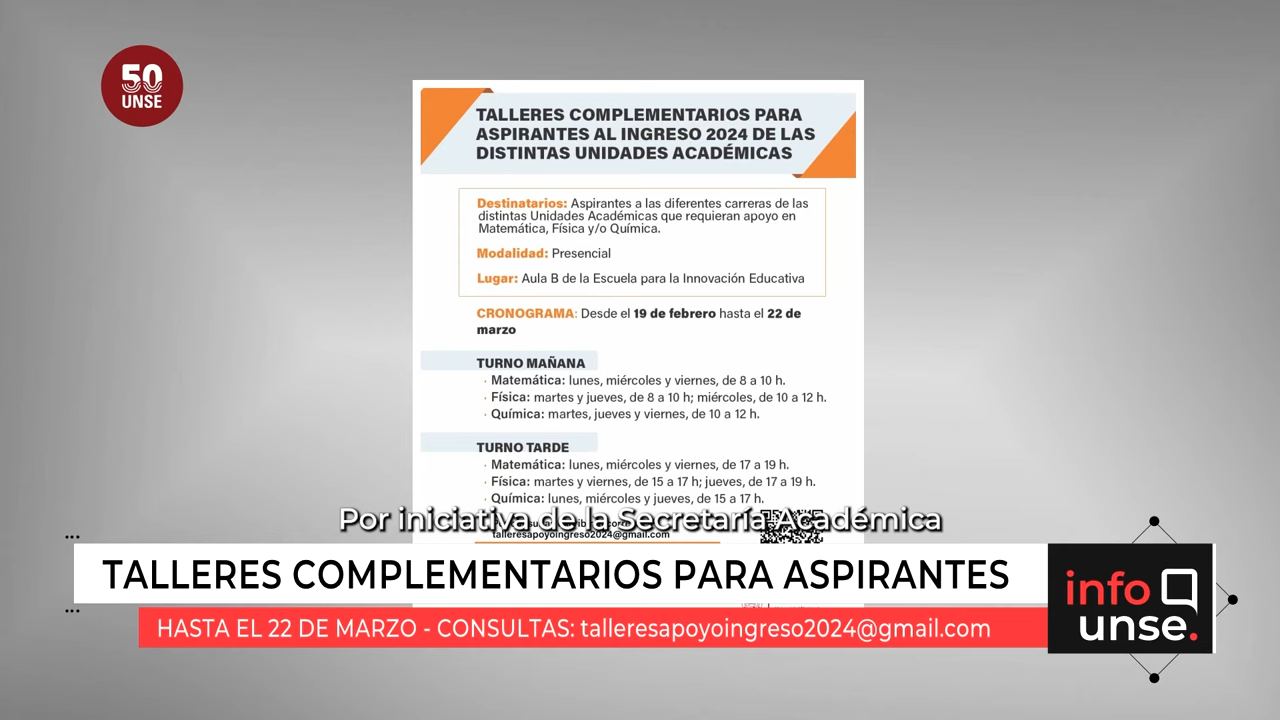 50
UNSE
TALLERES COMPLEMENTARIOS PARA
ASPIRANTES AL INGRESO 2024 DE LAS
DISTINTAS UNIDADES ACADÉMICAS
Destinatarios: Aspirantes a las diferentes carreras de las
distintas Unidades Académicas que requieran apoyo en
Matemática, Física y/o Química.
Modalidad: Presencial
Lugar: Aula B de la Escuela para la Innovación Educativa
CRONOGRAMA: Desde el 19 de febrero hasta el 22 de
marzo
TURNO MAÑANA
· Matemática: lunes, miércoles y viernes, de 8 a 10 h.
· Física: martes y jueves, de 8 a 10 h; miércoles, de 10 a 12 h.
· Química: martes, jueves y viernes, de 10 a 12 h.
TURNO TARDE
· Matemática: lunes, miércoles y viernes, de 17 a 19 h.
· Física: martes y viernes, de 15 a 17 h; jueves, de 17 a 19 h.
· Química: lunes, miércoles y jueves, de 15 a 17 h.
Por iniciativa de la Secretaría Académica
talleresapoyoingreso2024@gmail.com
TALLERES COMPLEMENTARIOS PARA ASPIRANTES
HASTA EL 22 DE MARZO - CONSULTAS: talleresapoyoingreso2024@gmail.com
info
unse.